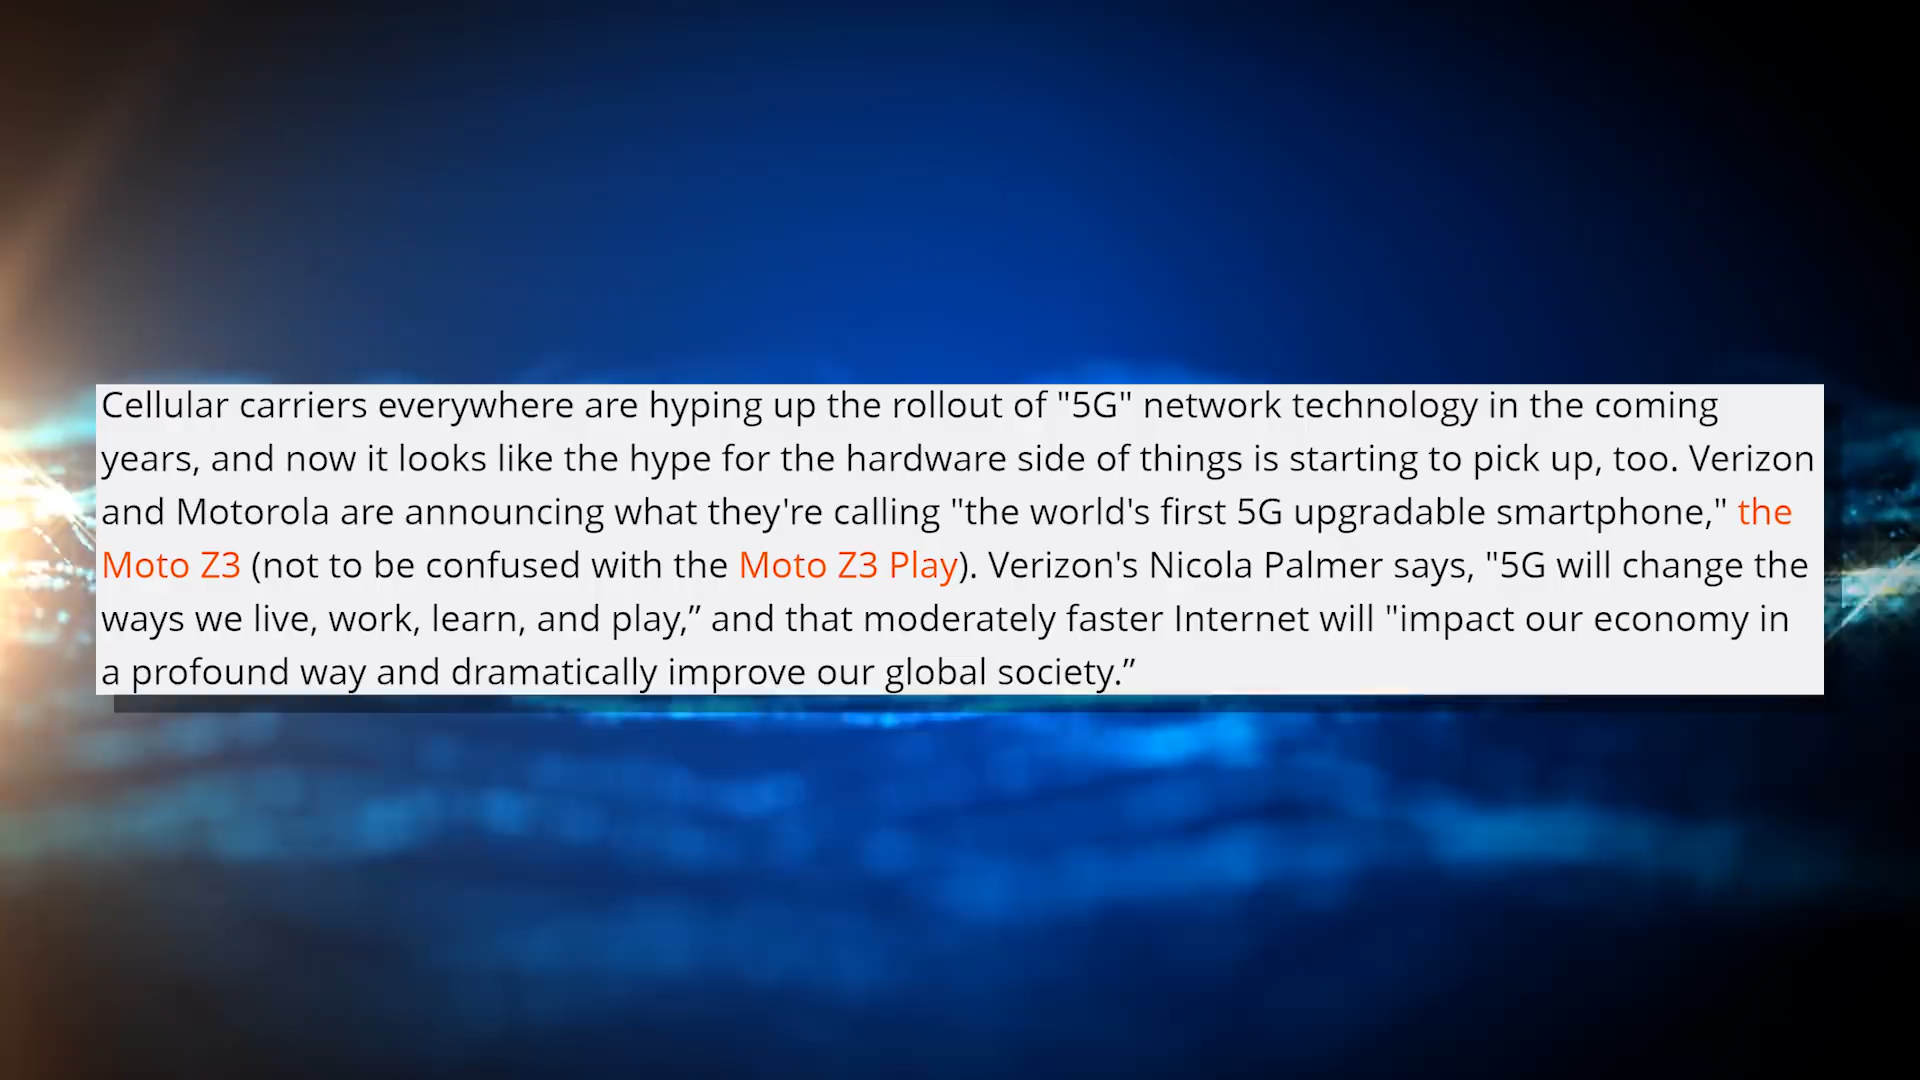 Cellular carriers everywhere are hyping up the rollout of "5G" network technology in the coming
years, and now it looks like the hype for the hardware side of things is starting to pick up, too. Verizon
and Motorola are announcing what they're calling "the world's first 5G upgradable smartphone," the
Moto Z3 (not to be confused with the Moto Z3 Play). Verizon's Nicola Palmer says, "5G will change the
ways we live, work, learn, and play,” and that moderately faster Internet will "impact our economy in
a profound way and dramatically improve our global society.”